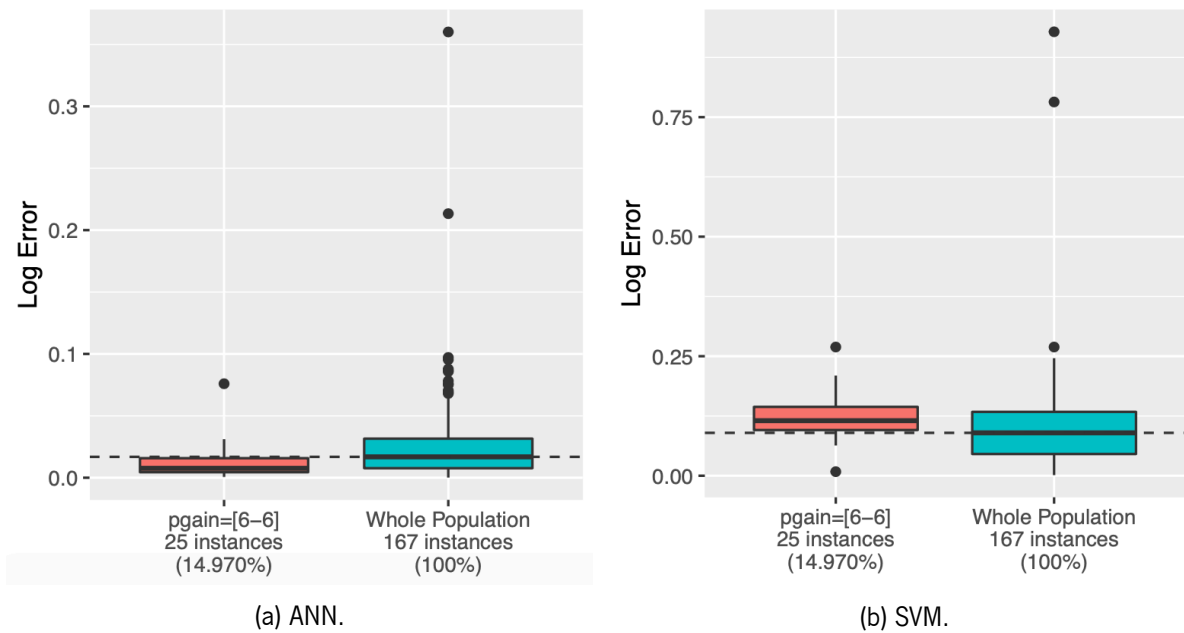 Log Error
0.3
0.2
0.1
0.0
pgain=[6−6]
25 instances
(14.970%)
Whole Population
167 instances
(100%)
(a) ANN.
Log Error
0.75
0.50
0.25
0.00
pgain=[6−6]
25 instances
(14.970%)
Whole Population
167 instances
(100%)
(b) SVM.